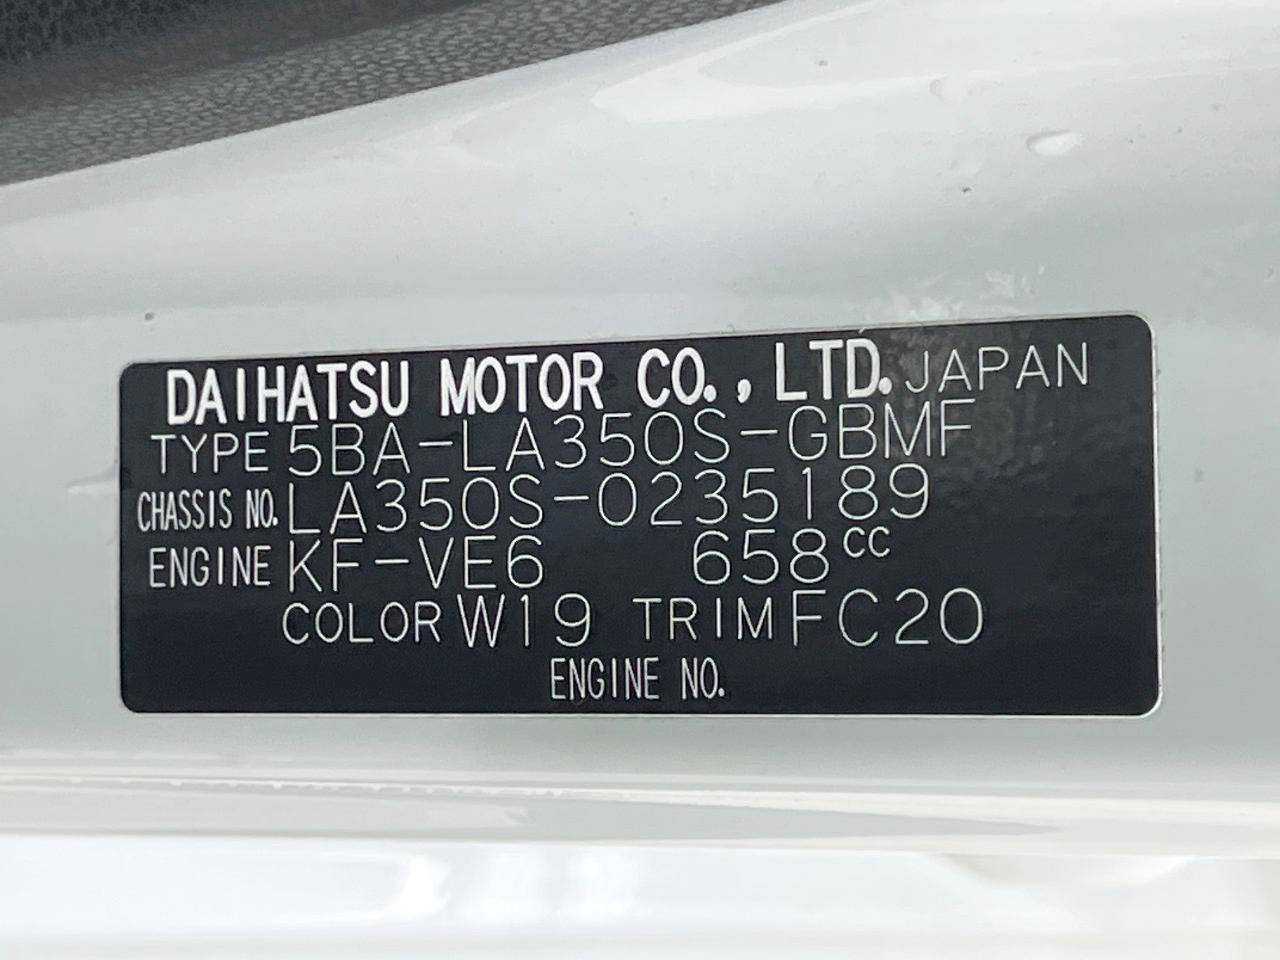 DAIHATSU MOTOR CO., LTD. JAPAN
TYPE 5BA-LA350S-GBMF
CHASSIS NO. LA350S-0235189
ENGINE KF-VE6 658cc
COLOR W19 TRIM FC20
ENGINE NO.